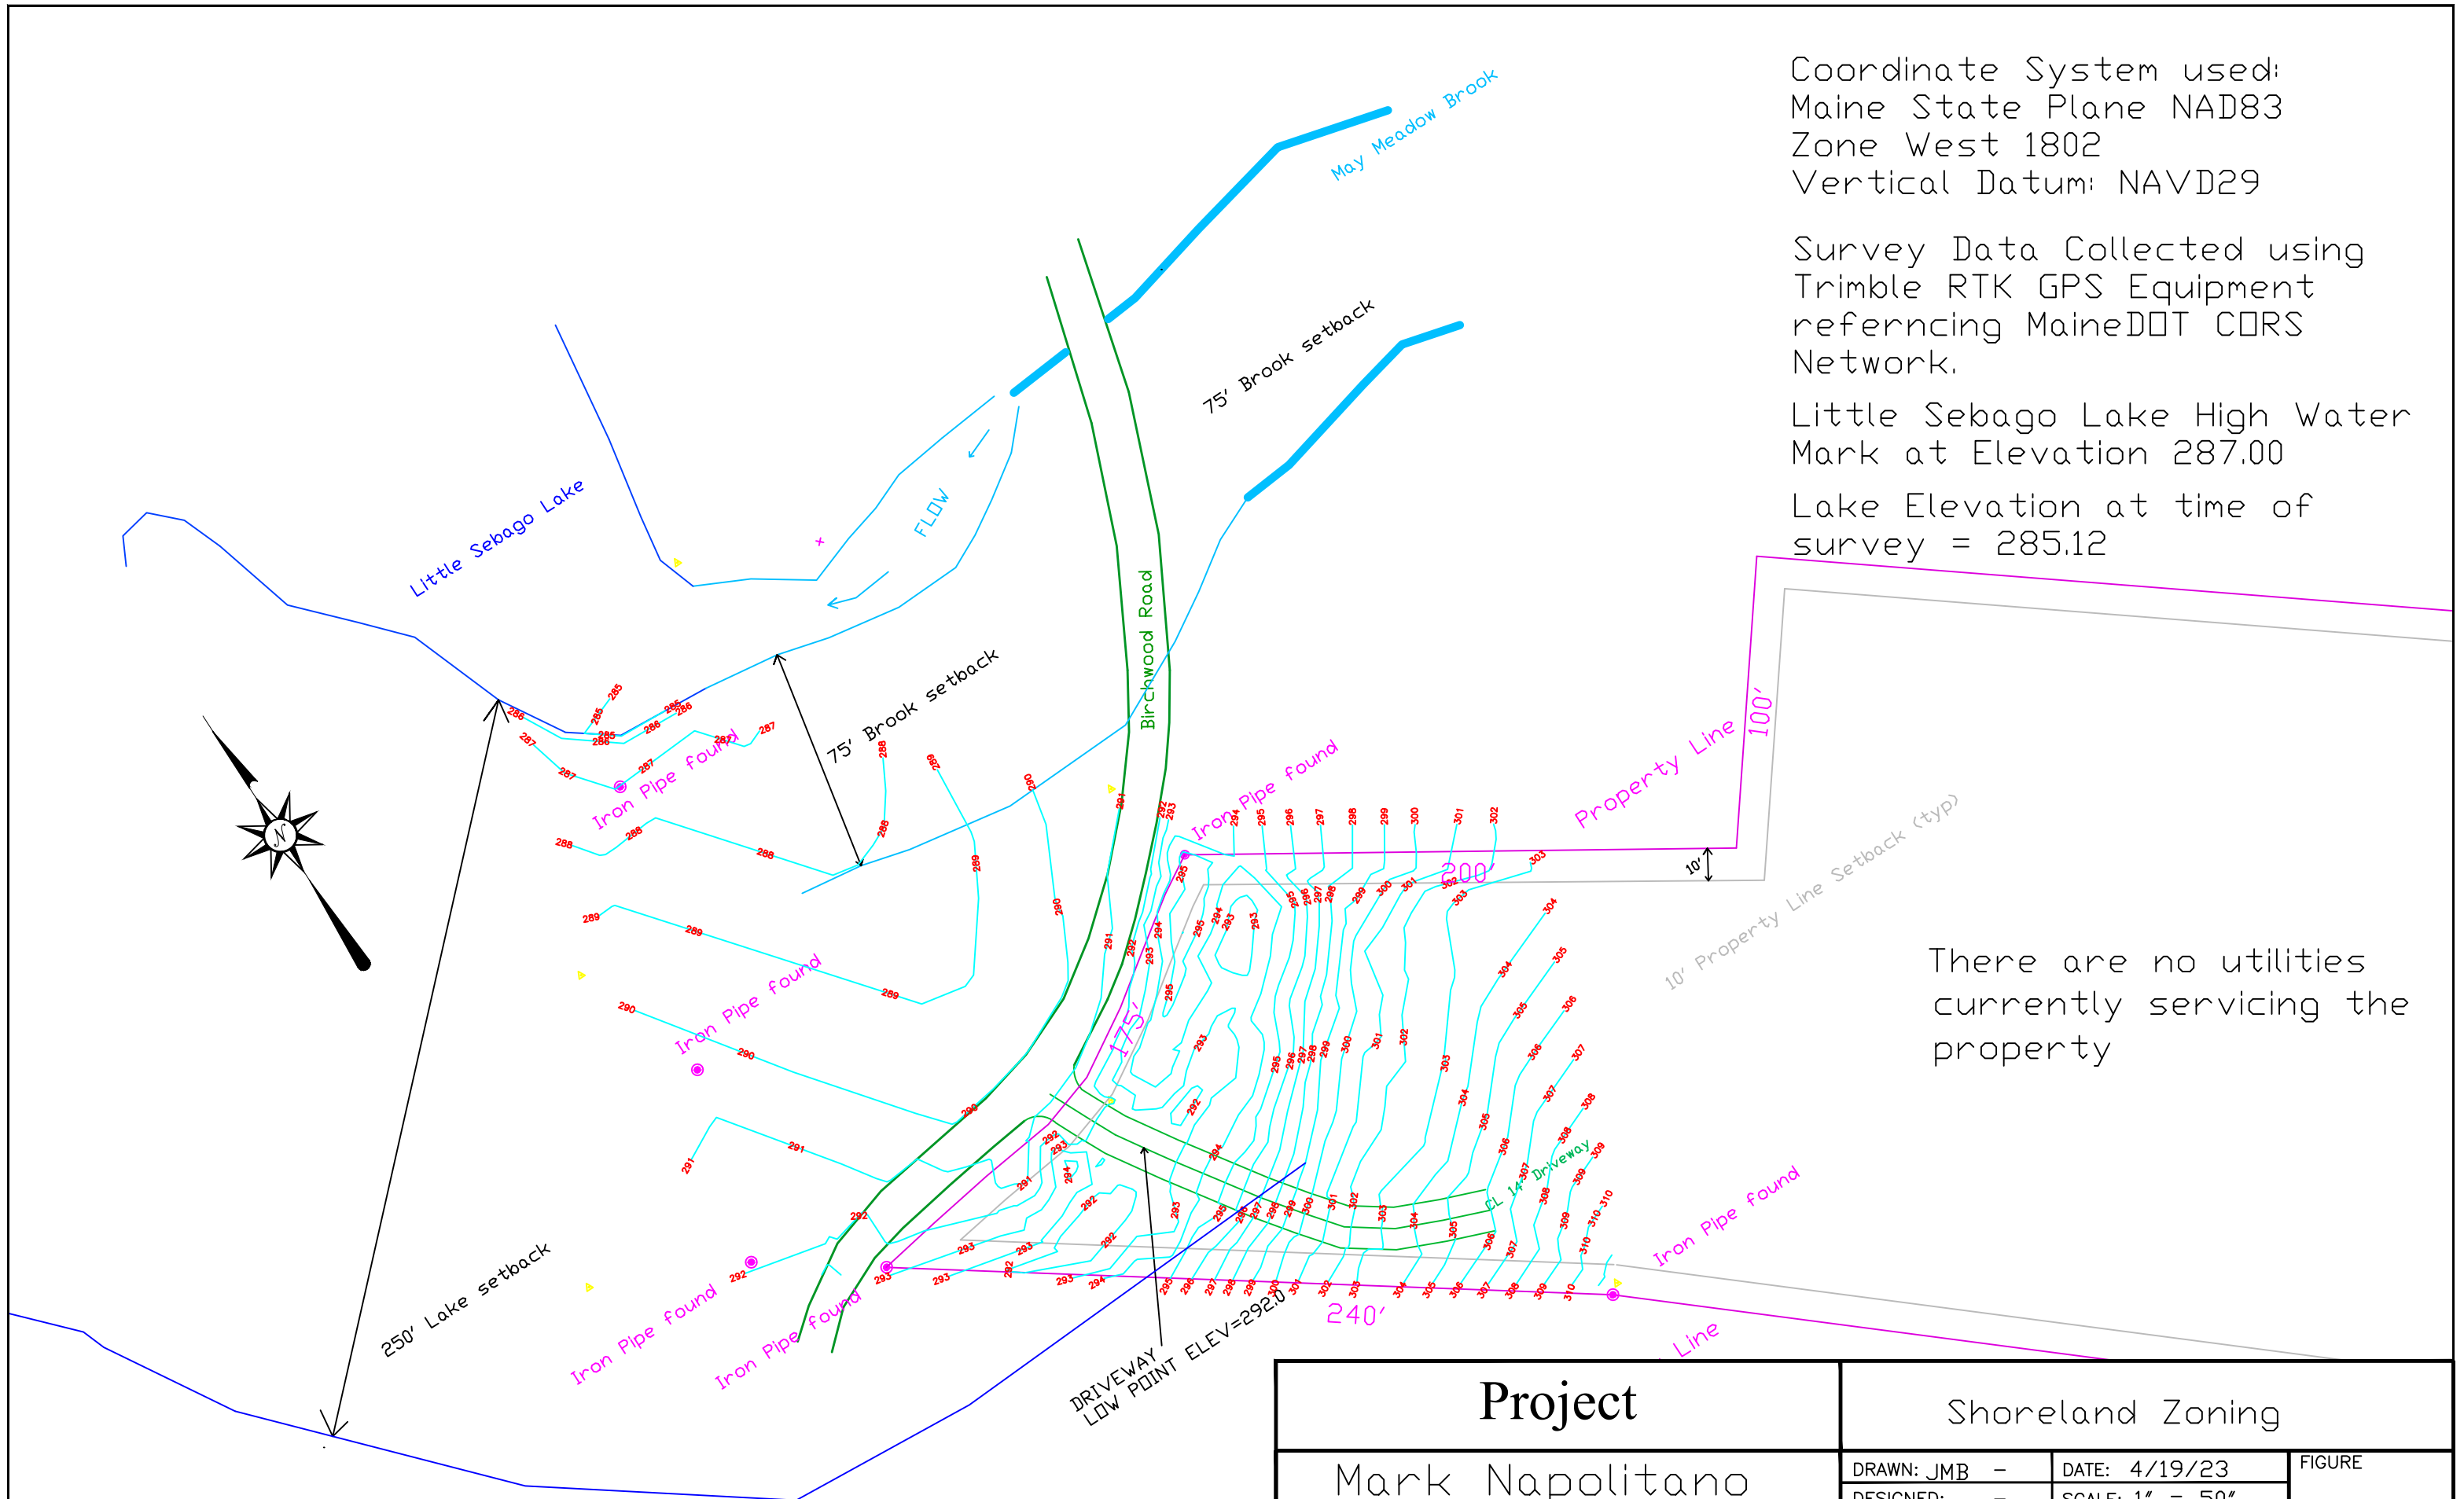 Coordinate System used:
Maine State Plane NAD83
Zone West 1802
Vertical Datum: NAVD29
Survey Data Collected using
Trimble RTK GPS Equipment
referncing MaineDOT CORS
Network.
Little Sebago Lake High Water
Mark at Elevation 287.00
Lake Elevation at time of
survey = 285.12
May Meadow Brook
75' Brook setback
FLOW
Little Sebago Lake
Birchwood Road
75' Brook setback
Iron Pipe found
Iron Pipe found
Property Line
100'
200'
10'
10' Property Line Setback (typ)
There are no utilities
currently servicing the
property
N
Iron Pipe found
175'
CL 14' Driveway
Iron Pipe found
250' Lake setback
Iron Pipe found
Iron Pipe found
240'
Line
DRIVEWAY
LOW POINT ELEV=292.0
Project
Shoreland Zoning
Mark Napolitano
DRAWN: JMB -
DATE: 4/19/23
FIGURE
DESIGNED: -
SCALE: 1" = 50"